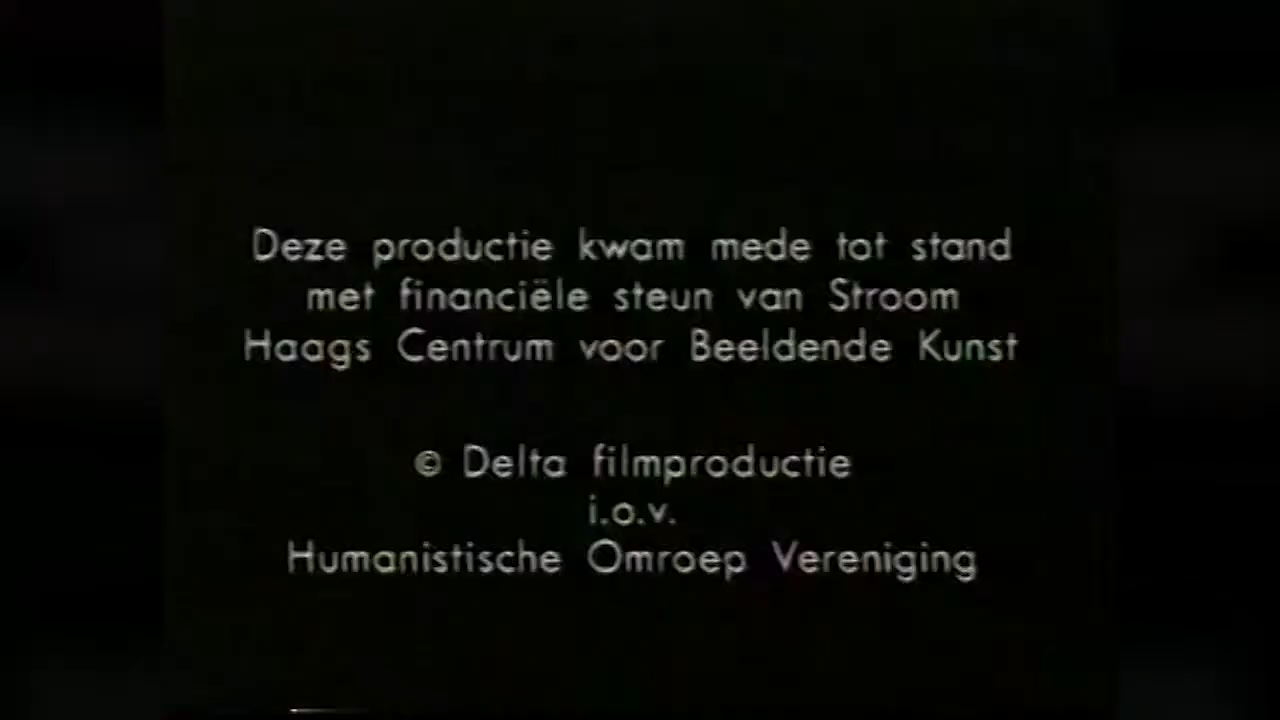 Deze productie kwam mede tot stand
met financiële steun van Stroom
Haags Centrum voor Beeldende Kunst
© Delta filmproductie
i.o.v.
Humanistische Omroep Vereniging